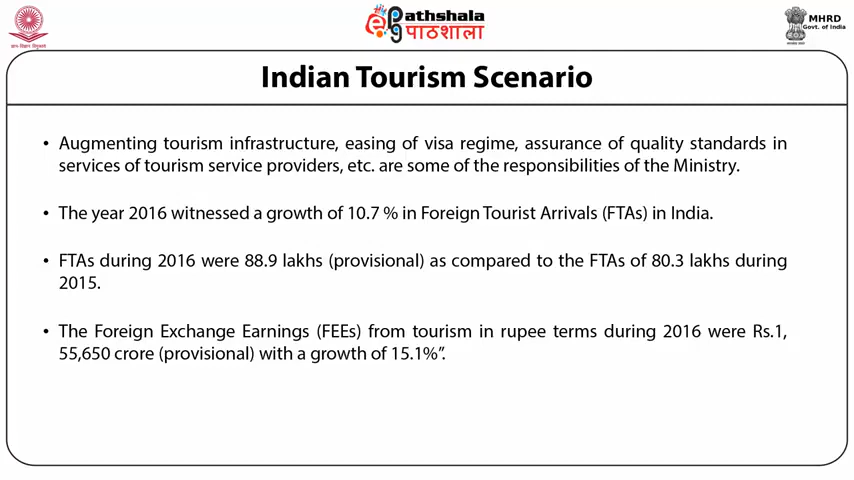 ePathshala
पाठशाला
MHRD
Govt. of India
Indian Tourism Scenario
• Augmenting tourism infrastructure, easing of visa regime, assurance of quality standards in
services of tourism service providers, etc. are some of the responsibilities of the Ministry.
• The year 2016 witnessed a growth of 10.7 % in Foreign Tourist Arrivals (FTAs) in India.
• FTAs during 2016 were 88.9 lakhs (provisional) as compared to the FTAs of 80.3 lakhs during
2015.
• The Foreign Exchange Earnings (FEEs) from tourism in rupee terms during 2016 were Rs.1,
55,650 crore (provisional) with a growth of 15.1%”.